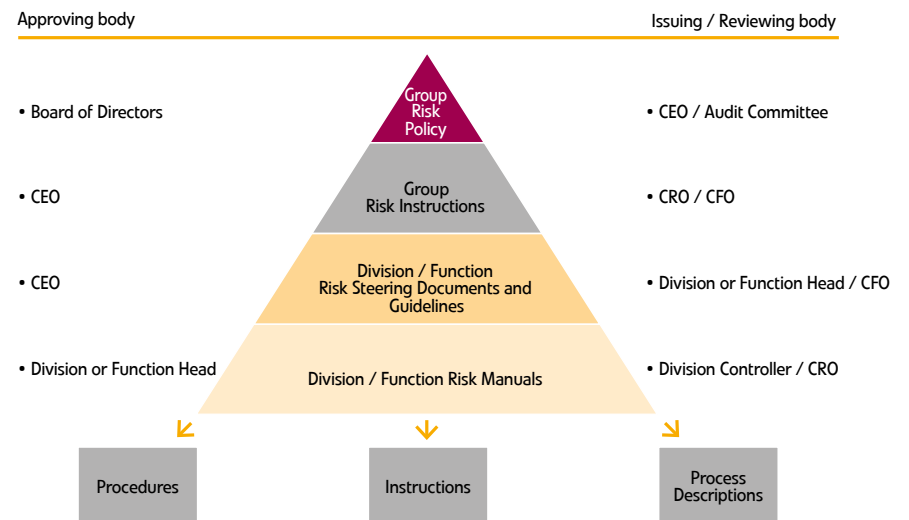 Approving body
Issuing / Reviewing body
• Board of Directors
Group
Risk
Policy
• CEO / Audit Committee
• CEO
Group
Risk Instructions
• CRO / CFO
• CEO
Division / Function
Risk Steering Documents and
Guidelines
• Division or Function Head / CFO
• Division or Function Head
Division / Function Risk Manuals
• Division Controller / CRO
Procedures
Instructions
Process
Descriptions